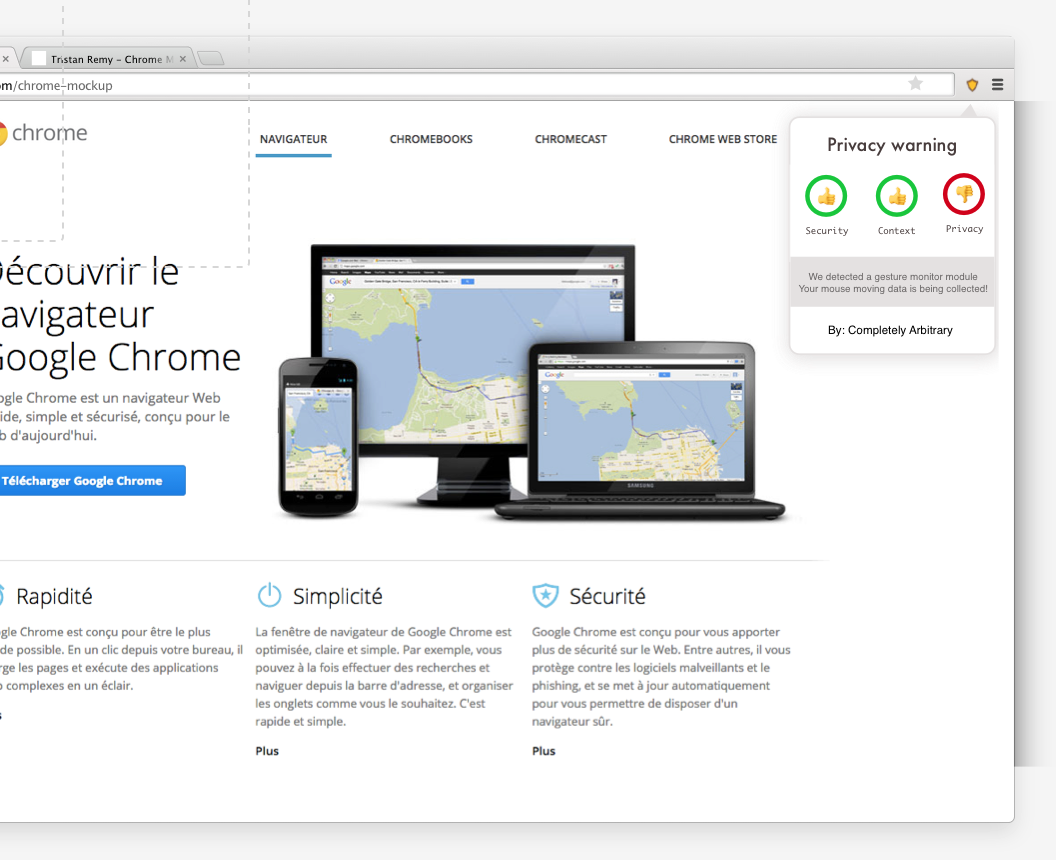 Tristan Remy – Chrome M
om/chrome-mockup
chrome
NAVIGATEUR
CHROMEBOOKS
CHROMECAST
CHROME WEB STORE
Privacy warning
Security
Context
Privacy
We detected a gesture monitor module
Your mouse moving data is being collected!
By: Completely Arbitrary
Découvrir le
avigateur
Google Chrome
ogle Chrome est un navigateur Web
ide, simple et sécurisé, conçu pour le
b d'aujourd'hui.
Télécharger Google Chrome
Google
Google
SAMSUNG
Rapidité
gle Chrome est conçu pour être le plus
de possible. En un clic depuis votre bureau, il
rge les pages et exécute des applications
complexes en un éclair.
s
Simplicité
La fenêtre de navigateur de Google Chrome est
optimisée, claire et simple. Par exemple, vous
pouvez à la fois effectuer des recherches et
naviguer depuis la barre d'adresse, et organiser
les onglets comme vous le souhaitez. C'est
rapide et simple.
Plus
Sécurité
Google Chrome est conçu pour vous apporter
plus de sécurité sur le Web. Entre autres, il vous
protège contre les logiciels malveillants et le
phishing, et se met à jour automatiquement
pour vous permettre de disposer d'un
navigateur sûr.
Plus